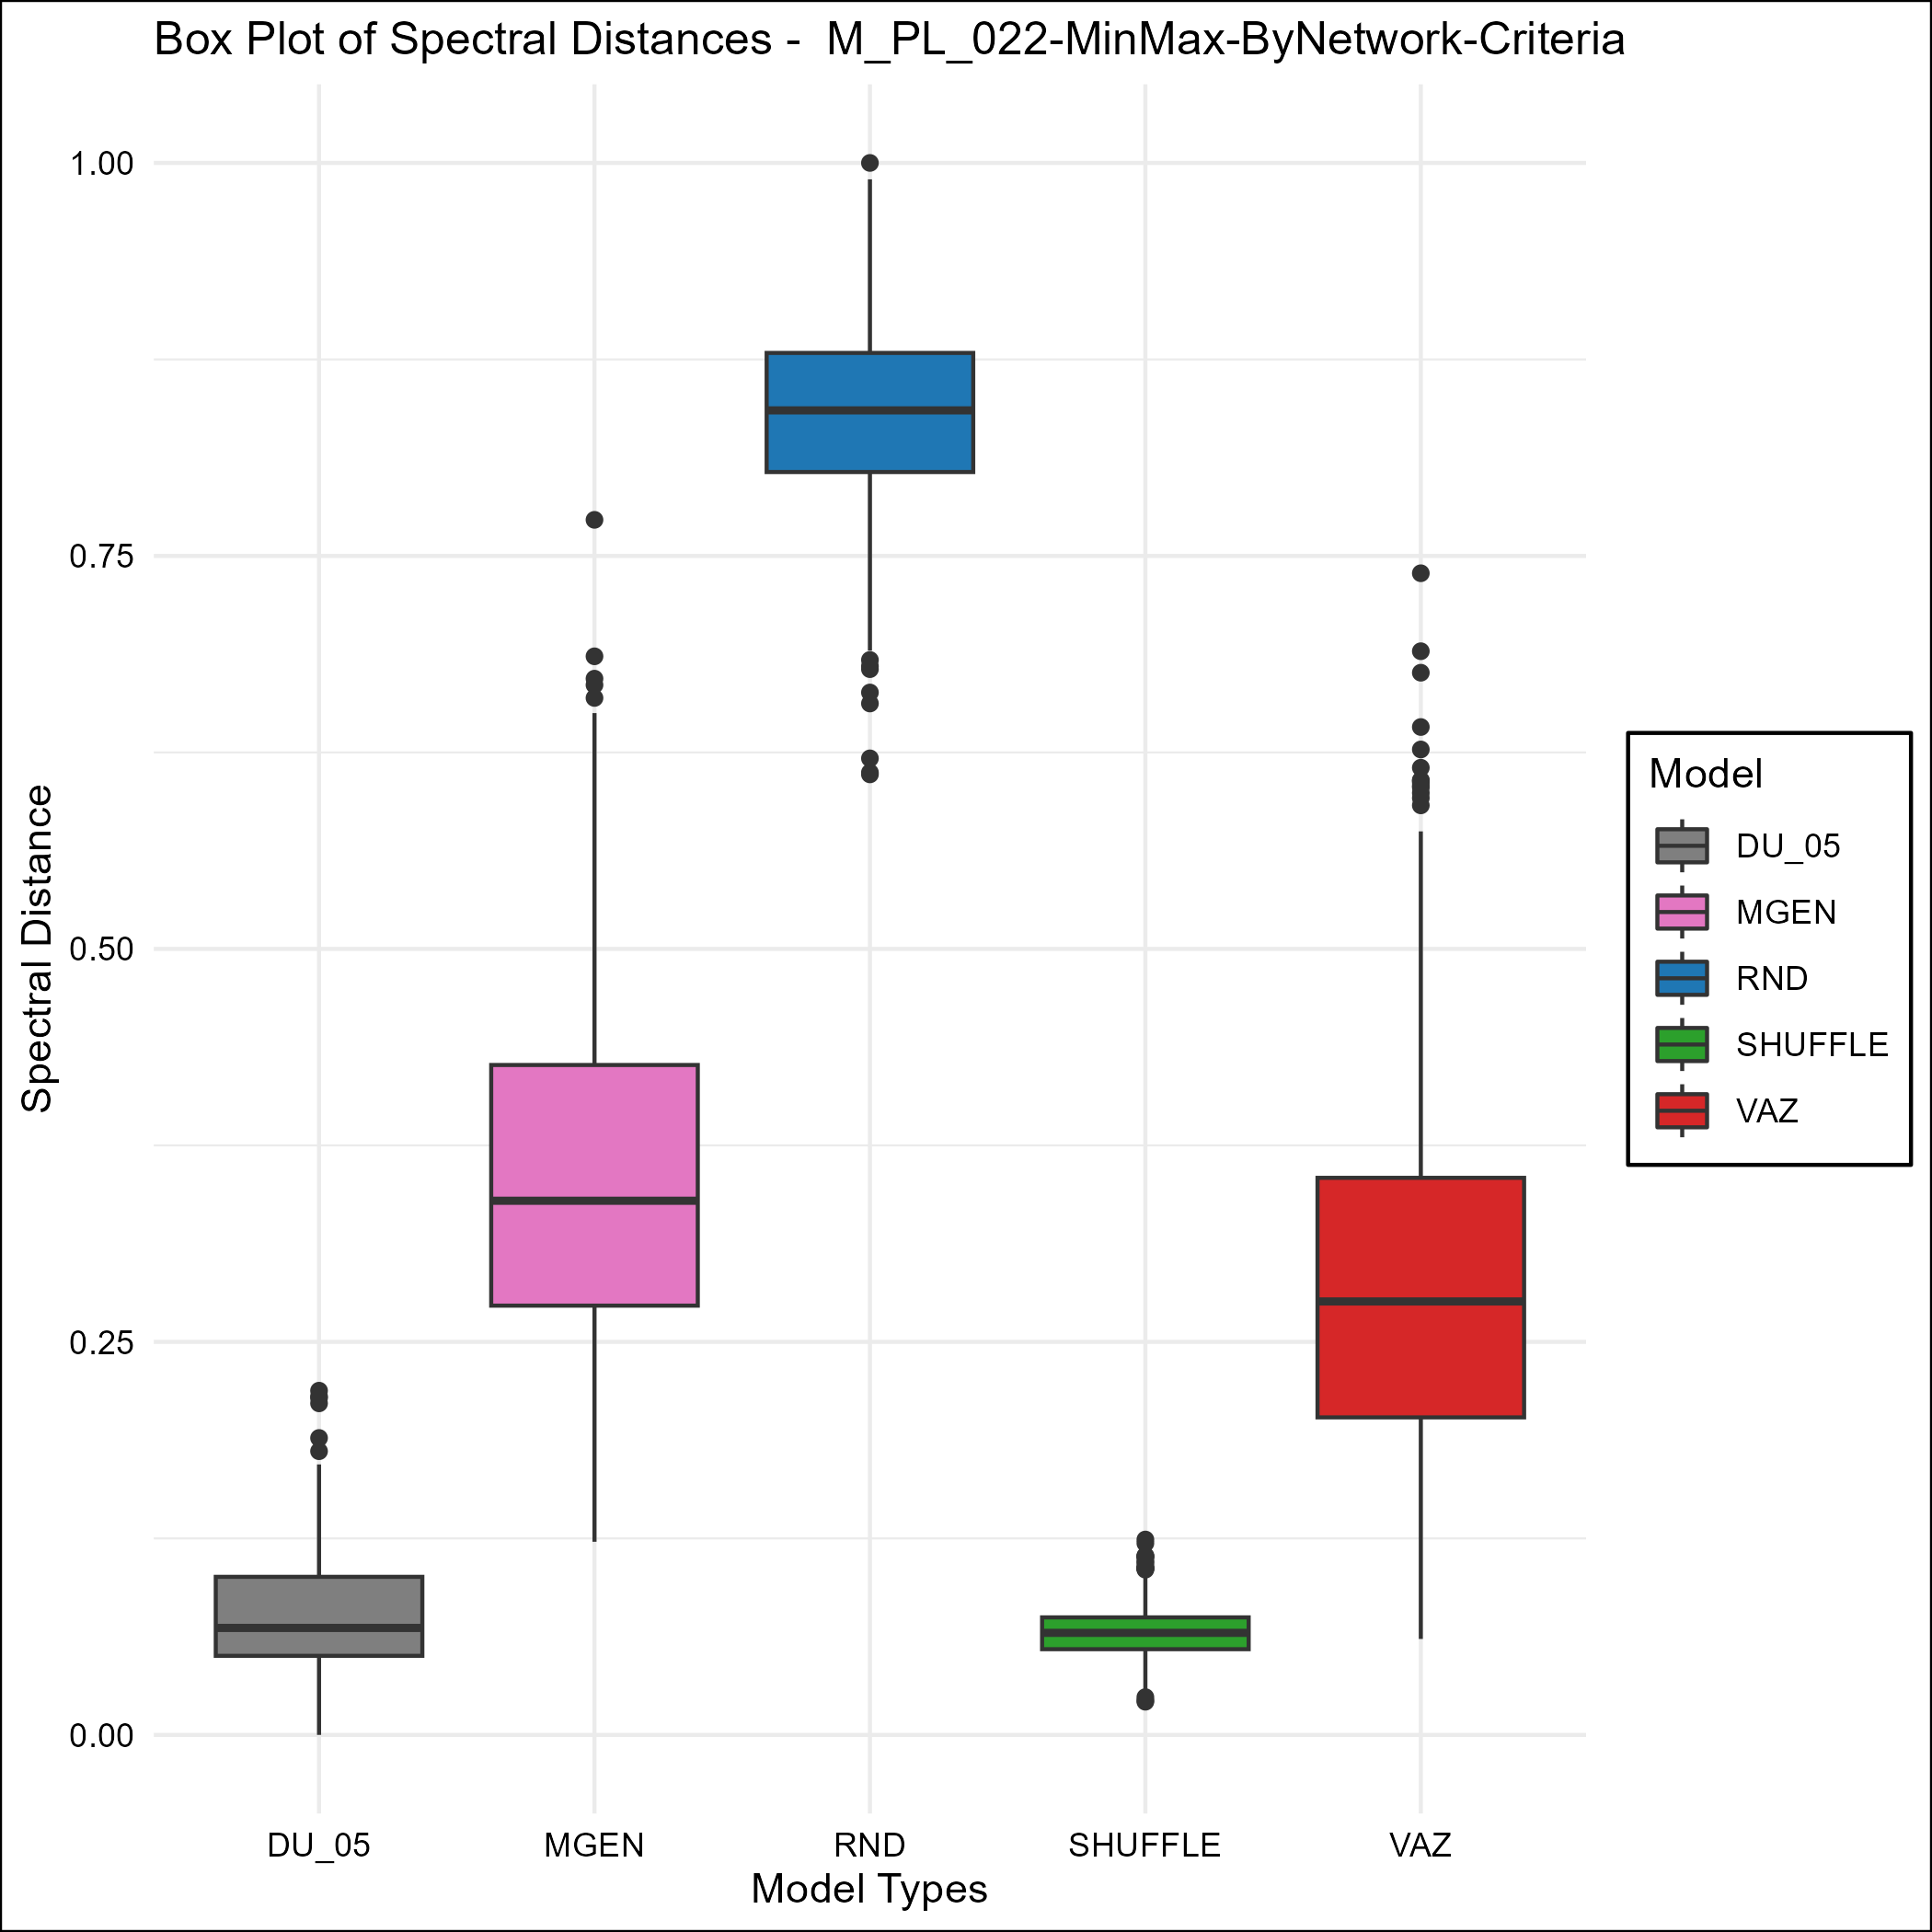 Box Plot of Spectral Distances -  M_PL_022-MinMax-ByNetwork-Criteria
1.00
0.75
0.50
0.25
0.00
Spectral Distance
DU_05
MGEN
RND
SHUFFLE
VAZ
Model Types
Model
DU_05
MGEN
RND
SHUFFLE
VAZ